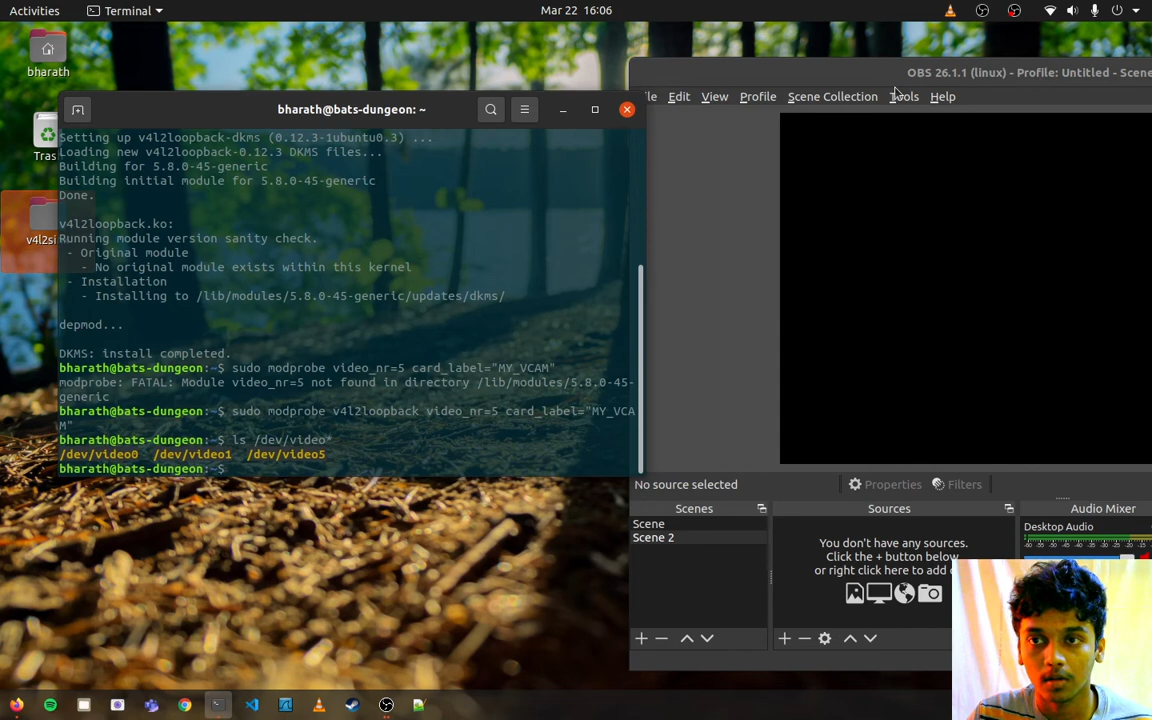 Activities
Terminal
Mar 22 16:06
bharath
Tras
v4l2si
bharath@bats-dungeon: ~
Setting up v4l2loopback-dkms (0.12.3-1ubuntu0.3) ...
Loading new v4l2loopback-0.12.3 DKMS files...
Building for 5.8.0-45-generic
Building initial module for 5.8.0-45-generic
Done.
v4l2loopback.ko:
Running module version sanity check.
- Original module
- No original module exists within this kernel
- Installation
- Installing to /lib/modules/5.8.0-45-generic/updates/dkms/
depmod...
DKMS: install completed.
bharath@bats-dungeon:~$ sudo modprobe video_nr=5 card_label="MY_VCAM"
modprobe: FATAL: Module video_nr=5 not found in directory /lib/modules/5.8.0-45-
generic
bharath@bats-dungeon:~$ sudo modprobe v4l2loopback video_nr=5 card_label="MY_VCA
M"
bharath@bats-dungeon:~$ ls /dev/video*
/dev/video0 /dev/video1 /dev/video5
bharath@bats-dungeon:~$
OBS 26.1.1 (linux) - Profile: Untitled - Scene
ile Edit View Profile Scene Collection Tools Help
No source selected
Properties
Filters
Scenes
Scene
Scene 2
Sources
You don't have any sources.
Click the + button below,
or right click here to add
Audio Mixer
Desktop Audio